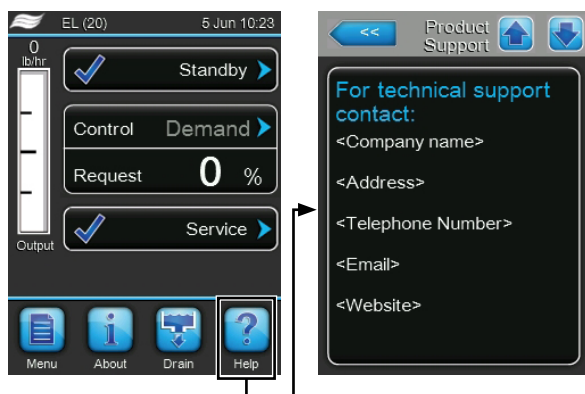 EL (20) 5 Jun 10:23
0
lb/hr
Standby
Control Demand
Request 0 %
Service
Output
Menu About Drain Help
<<
Product
Support
For technical support
contact:
<Company name>
<Address>
<Telephone Number>
<Email>
<Website>